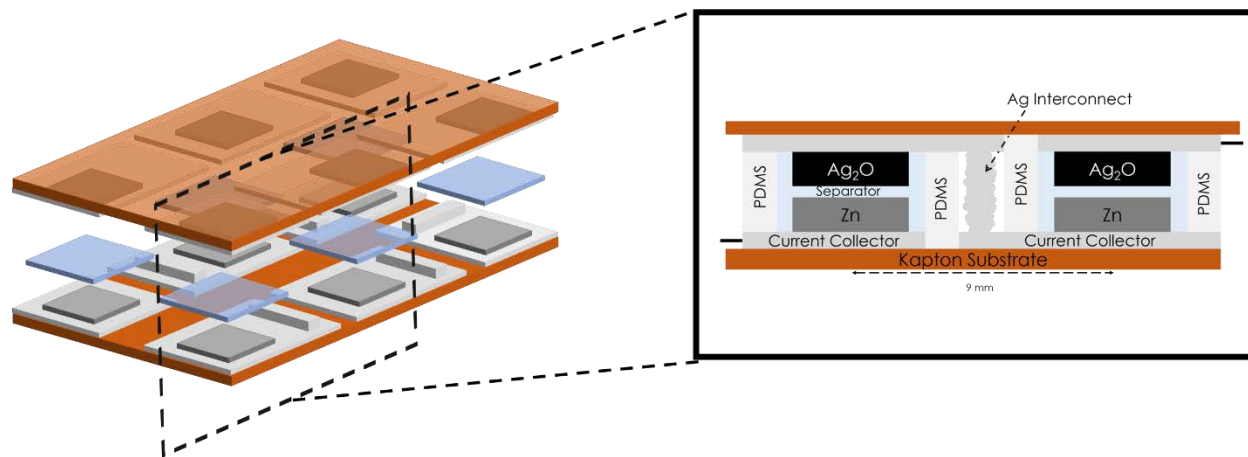 Ag Interconnect
PDMS
Ag₂O
Separator
Zn
PDMS
PDMS
Ag₂O
Zn
PDMS
Current Collector
Current Collector
Kapton Substrate
9 mm